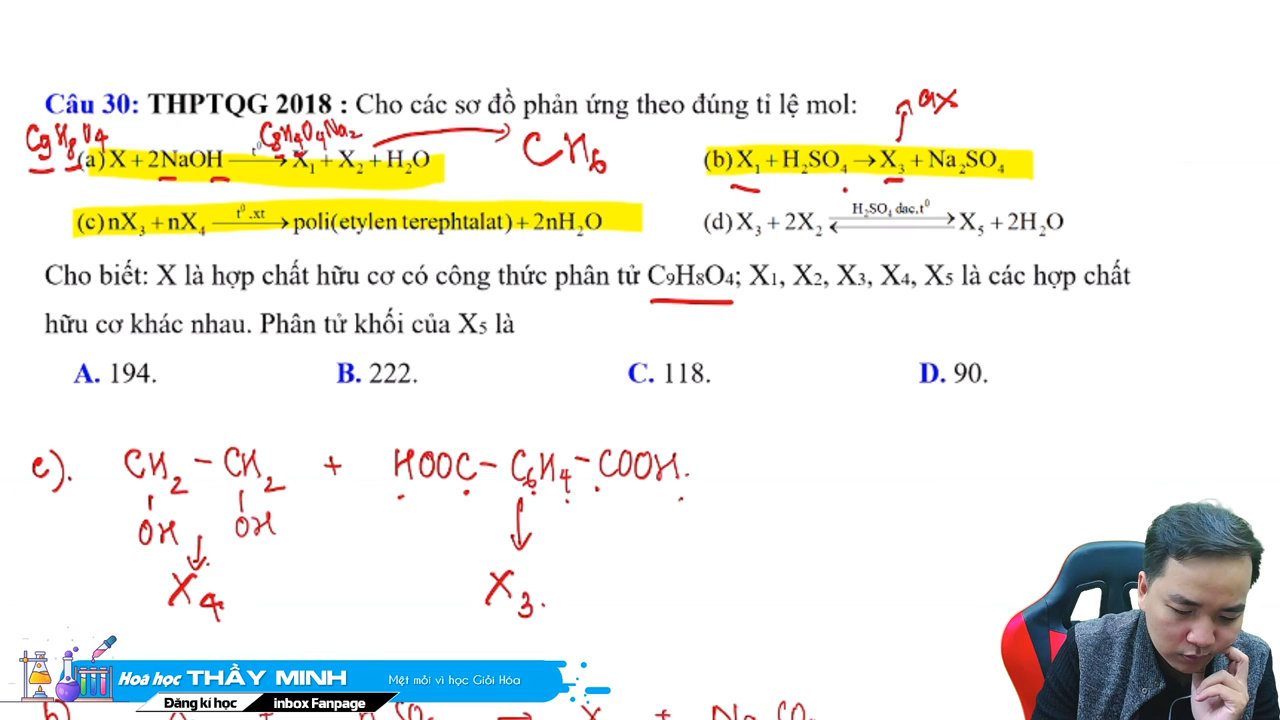 Câu 30: THPTQG 2018 : Cho các sơ đồ phản ứng theo đúng tỉ lệ mol:
ax
C9H8O4
C8H4O4Na2
(a) X + 2NaOH t⁰→ X1 + X2 + H2O
CH6
(b) X1 + H2SO4 → X3 + Na2SO4
(c) nX3 + nX4 t⁰.xt→ poli(etylen terephtalat) + 2nH2O
(d) X3 + 2X2 H2SO4 dac,t⁰⇌ X5 + 2H2O
Cho biết: X là hợp chất hữu cơ có công thức phân tử C9H8O4; X1, X2, X3, X4, X5 là các hợp chất
hữu cơ khác nhau. Phân tử khối của X5 là
A. 194. B. 222. C. 118. D. 90.
c). CH2 – CH2 + HOOC – C6H4 – COOH.
OH OH
X4 X3.
Hoá học THẦY MINH Mệt mỏi vì học Giỏi Hóa
Đăng kí học inbox Fanpage